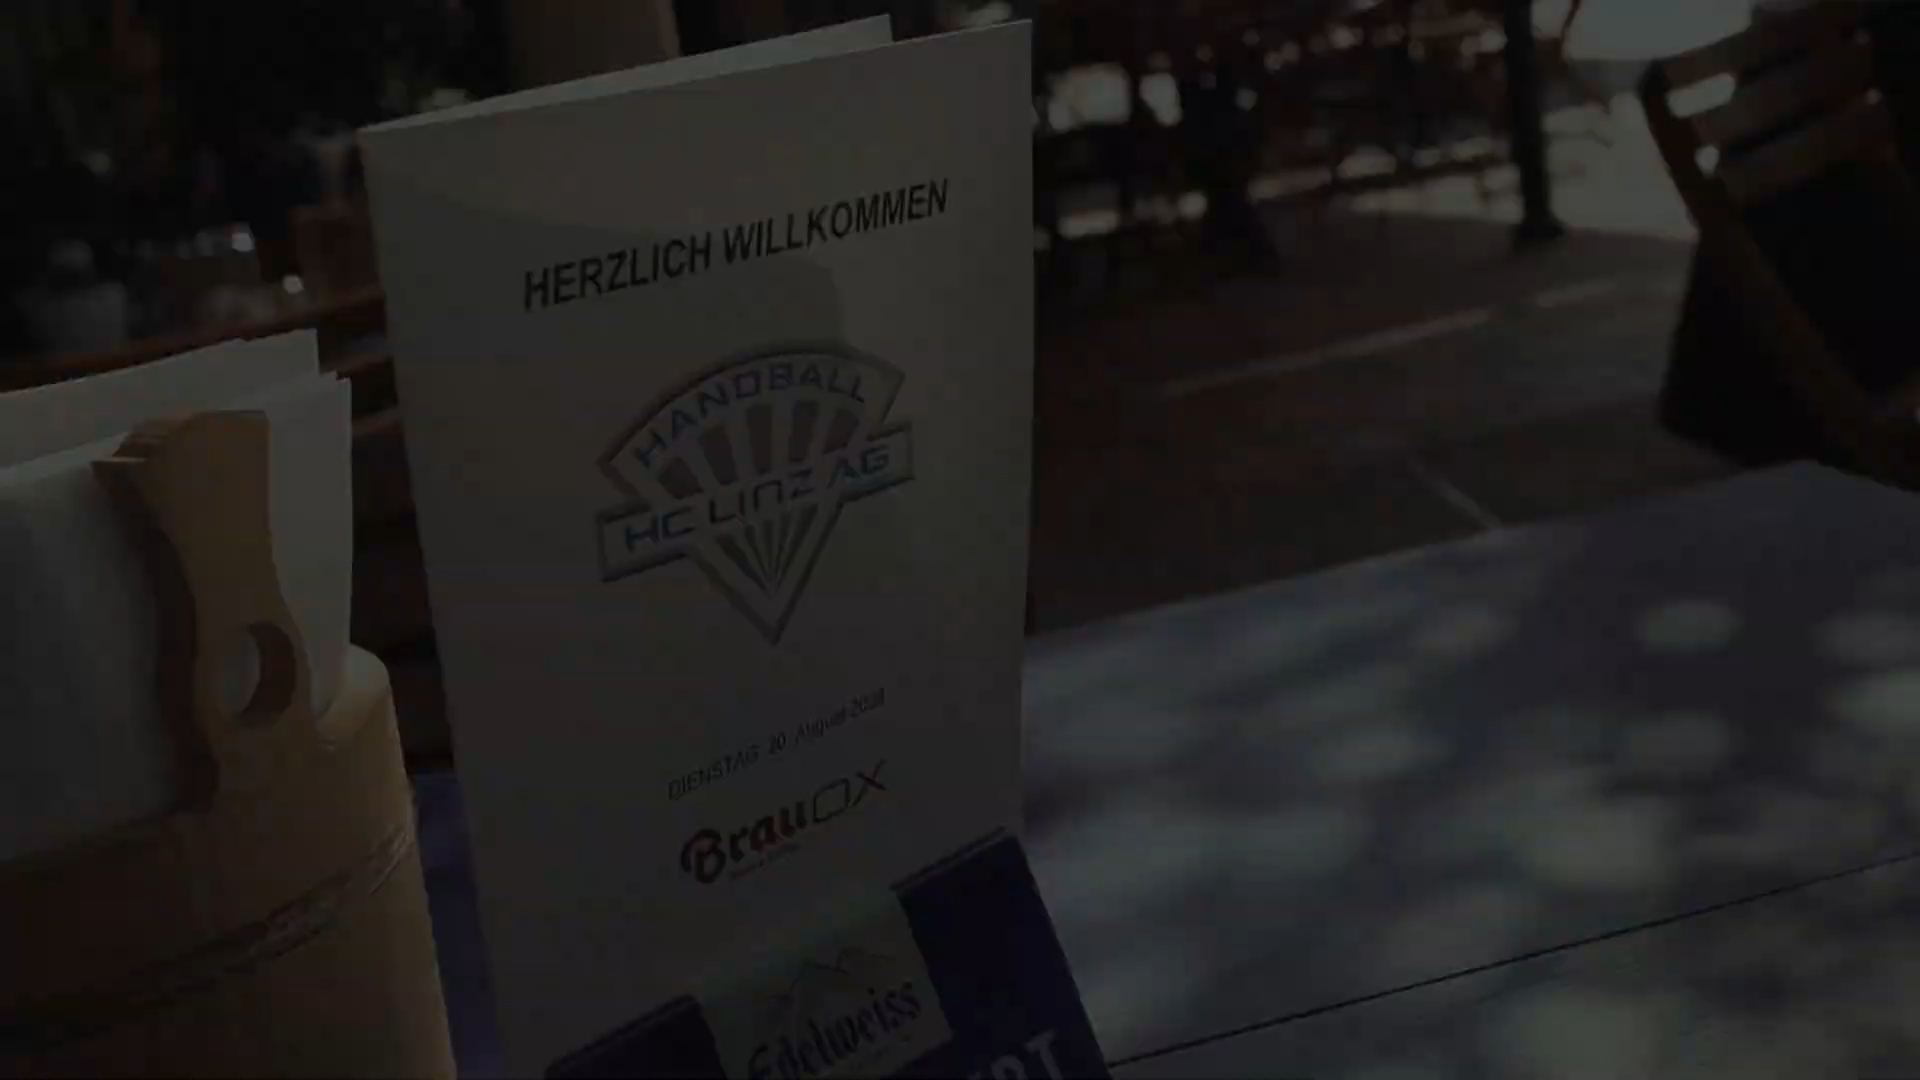 HERZLICH WILLKOMMEN
HANDBALL
HC LINZ AG
DIENSTAG 20. August
BrauOX
Edelweiss